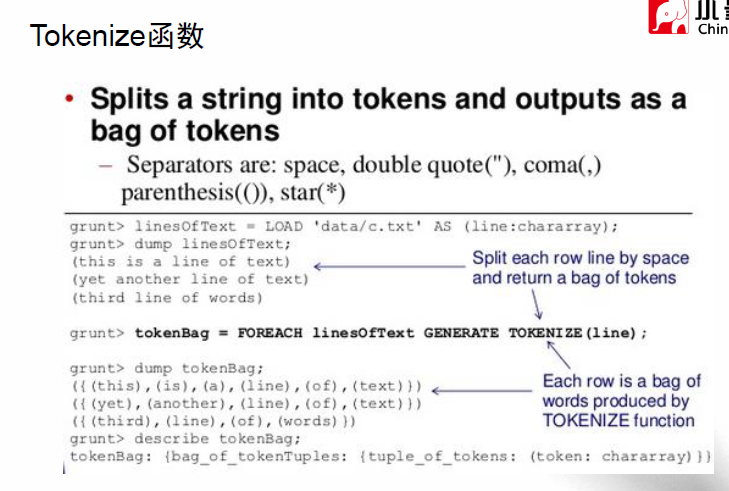 Tokenize函数
Chin
• Splits a string into tokens and outputs as a
bag of tokens
– Separators are: space, double quote("), coma(,)
parenthesis(()), star(*)
grunt> linesOfText = LOAD 'data/c.txt' AS (line:chararray);
grunt> dump linesOfText;
(this is a line of text)
(yet another line of text)
(third line of words)
Split each row line by space
and return a bag of tokens
grunt> tokenBag = FOREACH linesOfText GENERATE TOKENIZE(line);
grunt> dump tokenBag;
({(this),(is),(a),(line),(of),(text)})
({(yet),(another),(line),(of),(text)})
({(third),(line),(of),(words)})
Each row is a bag of
words produced by
TOKENIZE function
grunt> describe tokenBag;
tokenBag: {bag_of_tokenTuples: {tuple_of_tokens: (token: chararray)}}